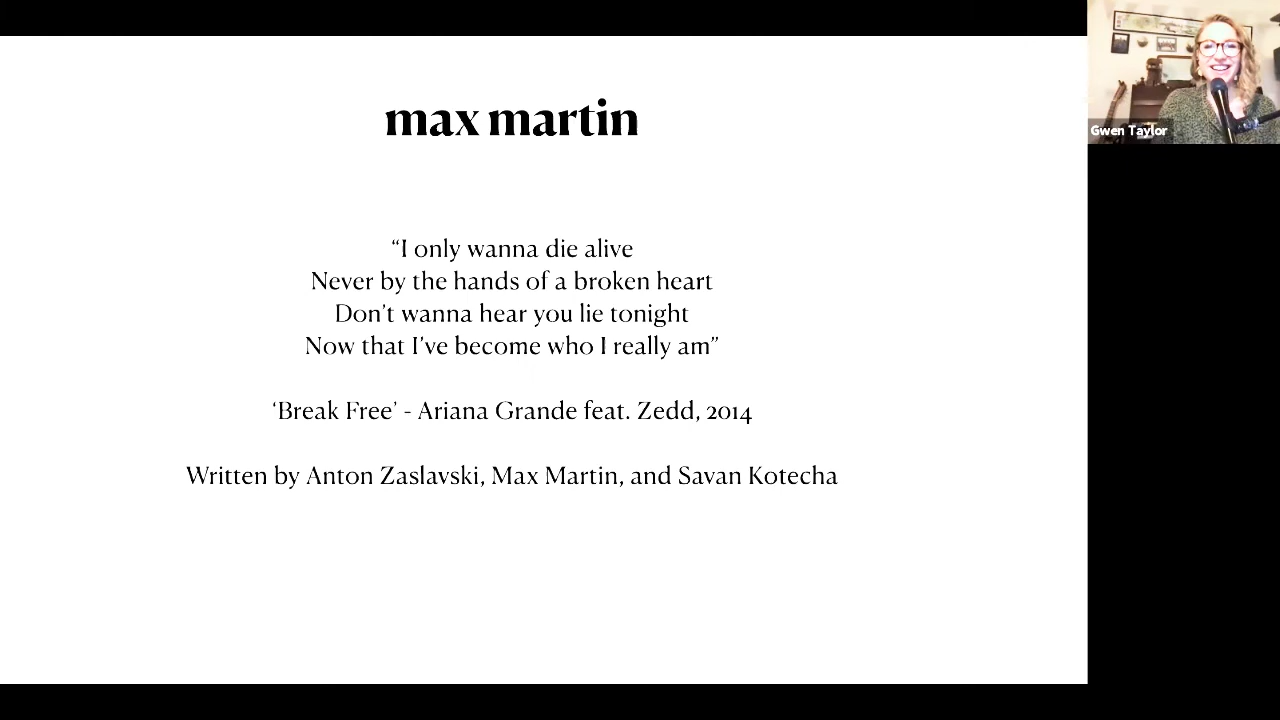 max martin
“I only wanna die alive
Never by the hands of a broken heart
Don’t wanna hear you lie tonight
Now that I’ve become who I really am”
‘Break Free’ - Ariana Grande feat. Zedd, 2014
Written by Anton Zaslavski, Max Martin, and Savan Kotecha
Gwen Taylor